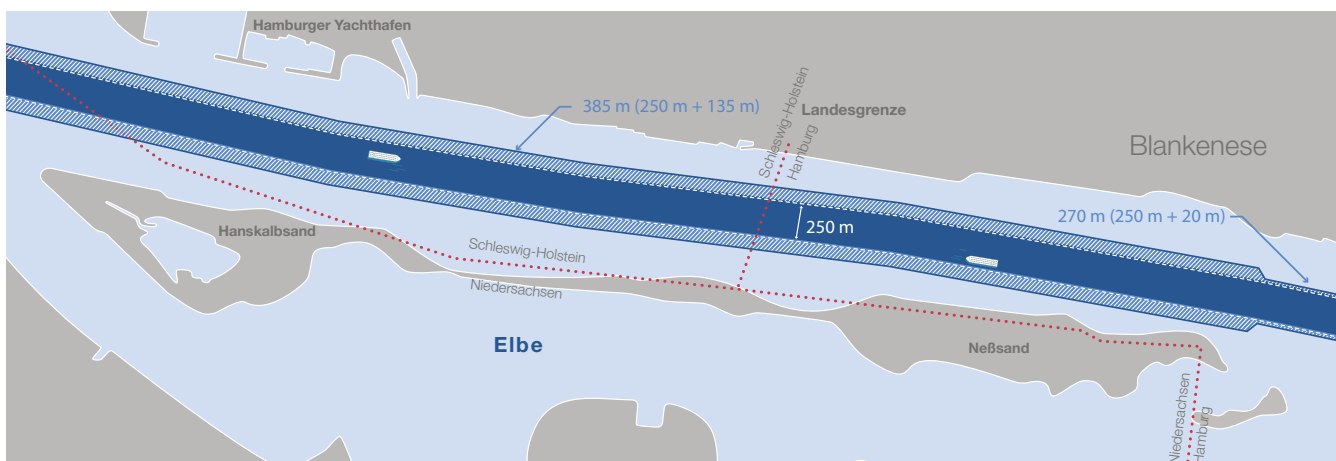 Hamburger Yachthafen
385 m (250 m + 135 m)
Schleswig-Holstein
Hamburg
Landesgrenze
Blankenese
270 m (250 m + 20 m)
250 m
Hanskalbsand
Schleswig-Holstein
Niedersachsen
Elbe
Neßsand
Niedersachsen
Hamburg